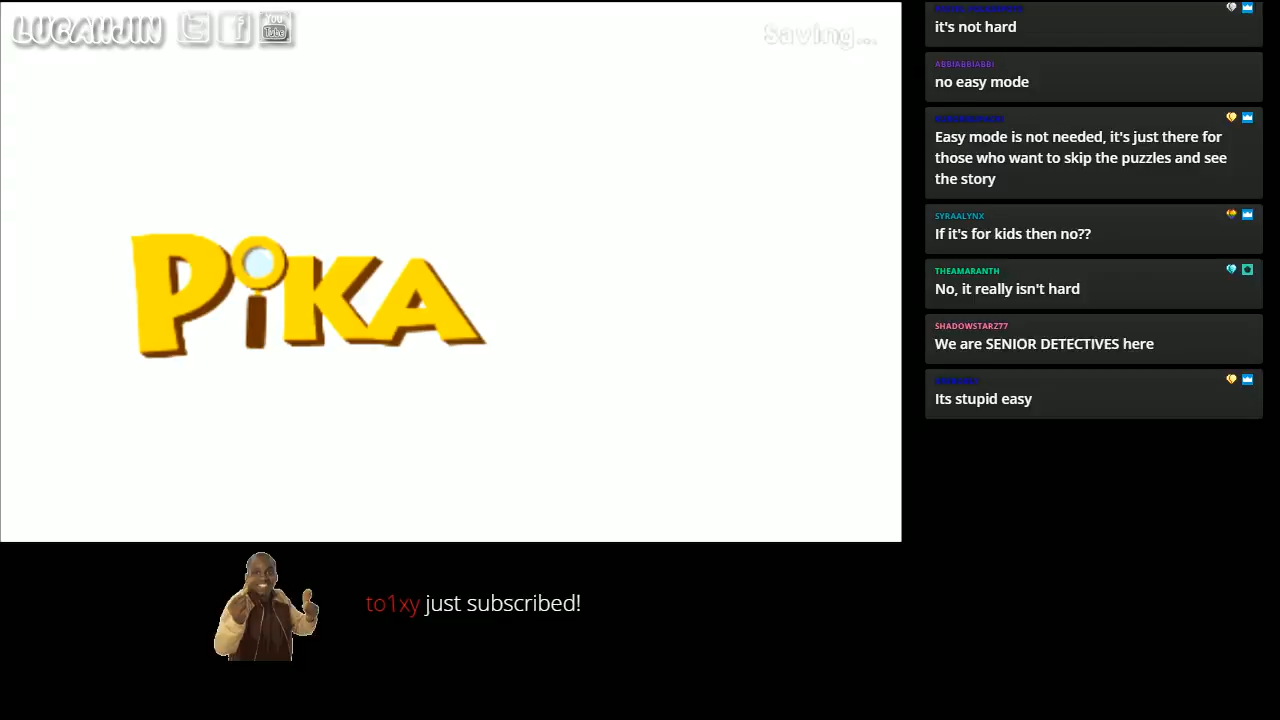 LUCAHJIN
You
Tube
Saving...
PiKA
it's not hard
ABBIABBIABBI
no easy mode
Easy mode is not needed, it's just there for
those who want to skip the puzzles and see
the story
SYRAALYNX
If it's for kids then no??
THEAMARANTH
No, it really isn't hard
SHADOWSTARZ77
We are SENIOR DETECTIVES here
Its stupid easy
to1xy just subscribed!